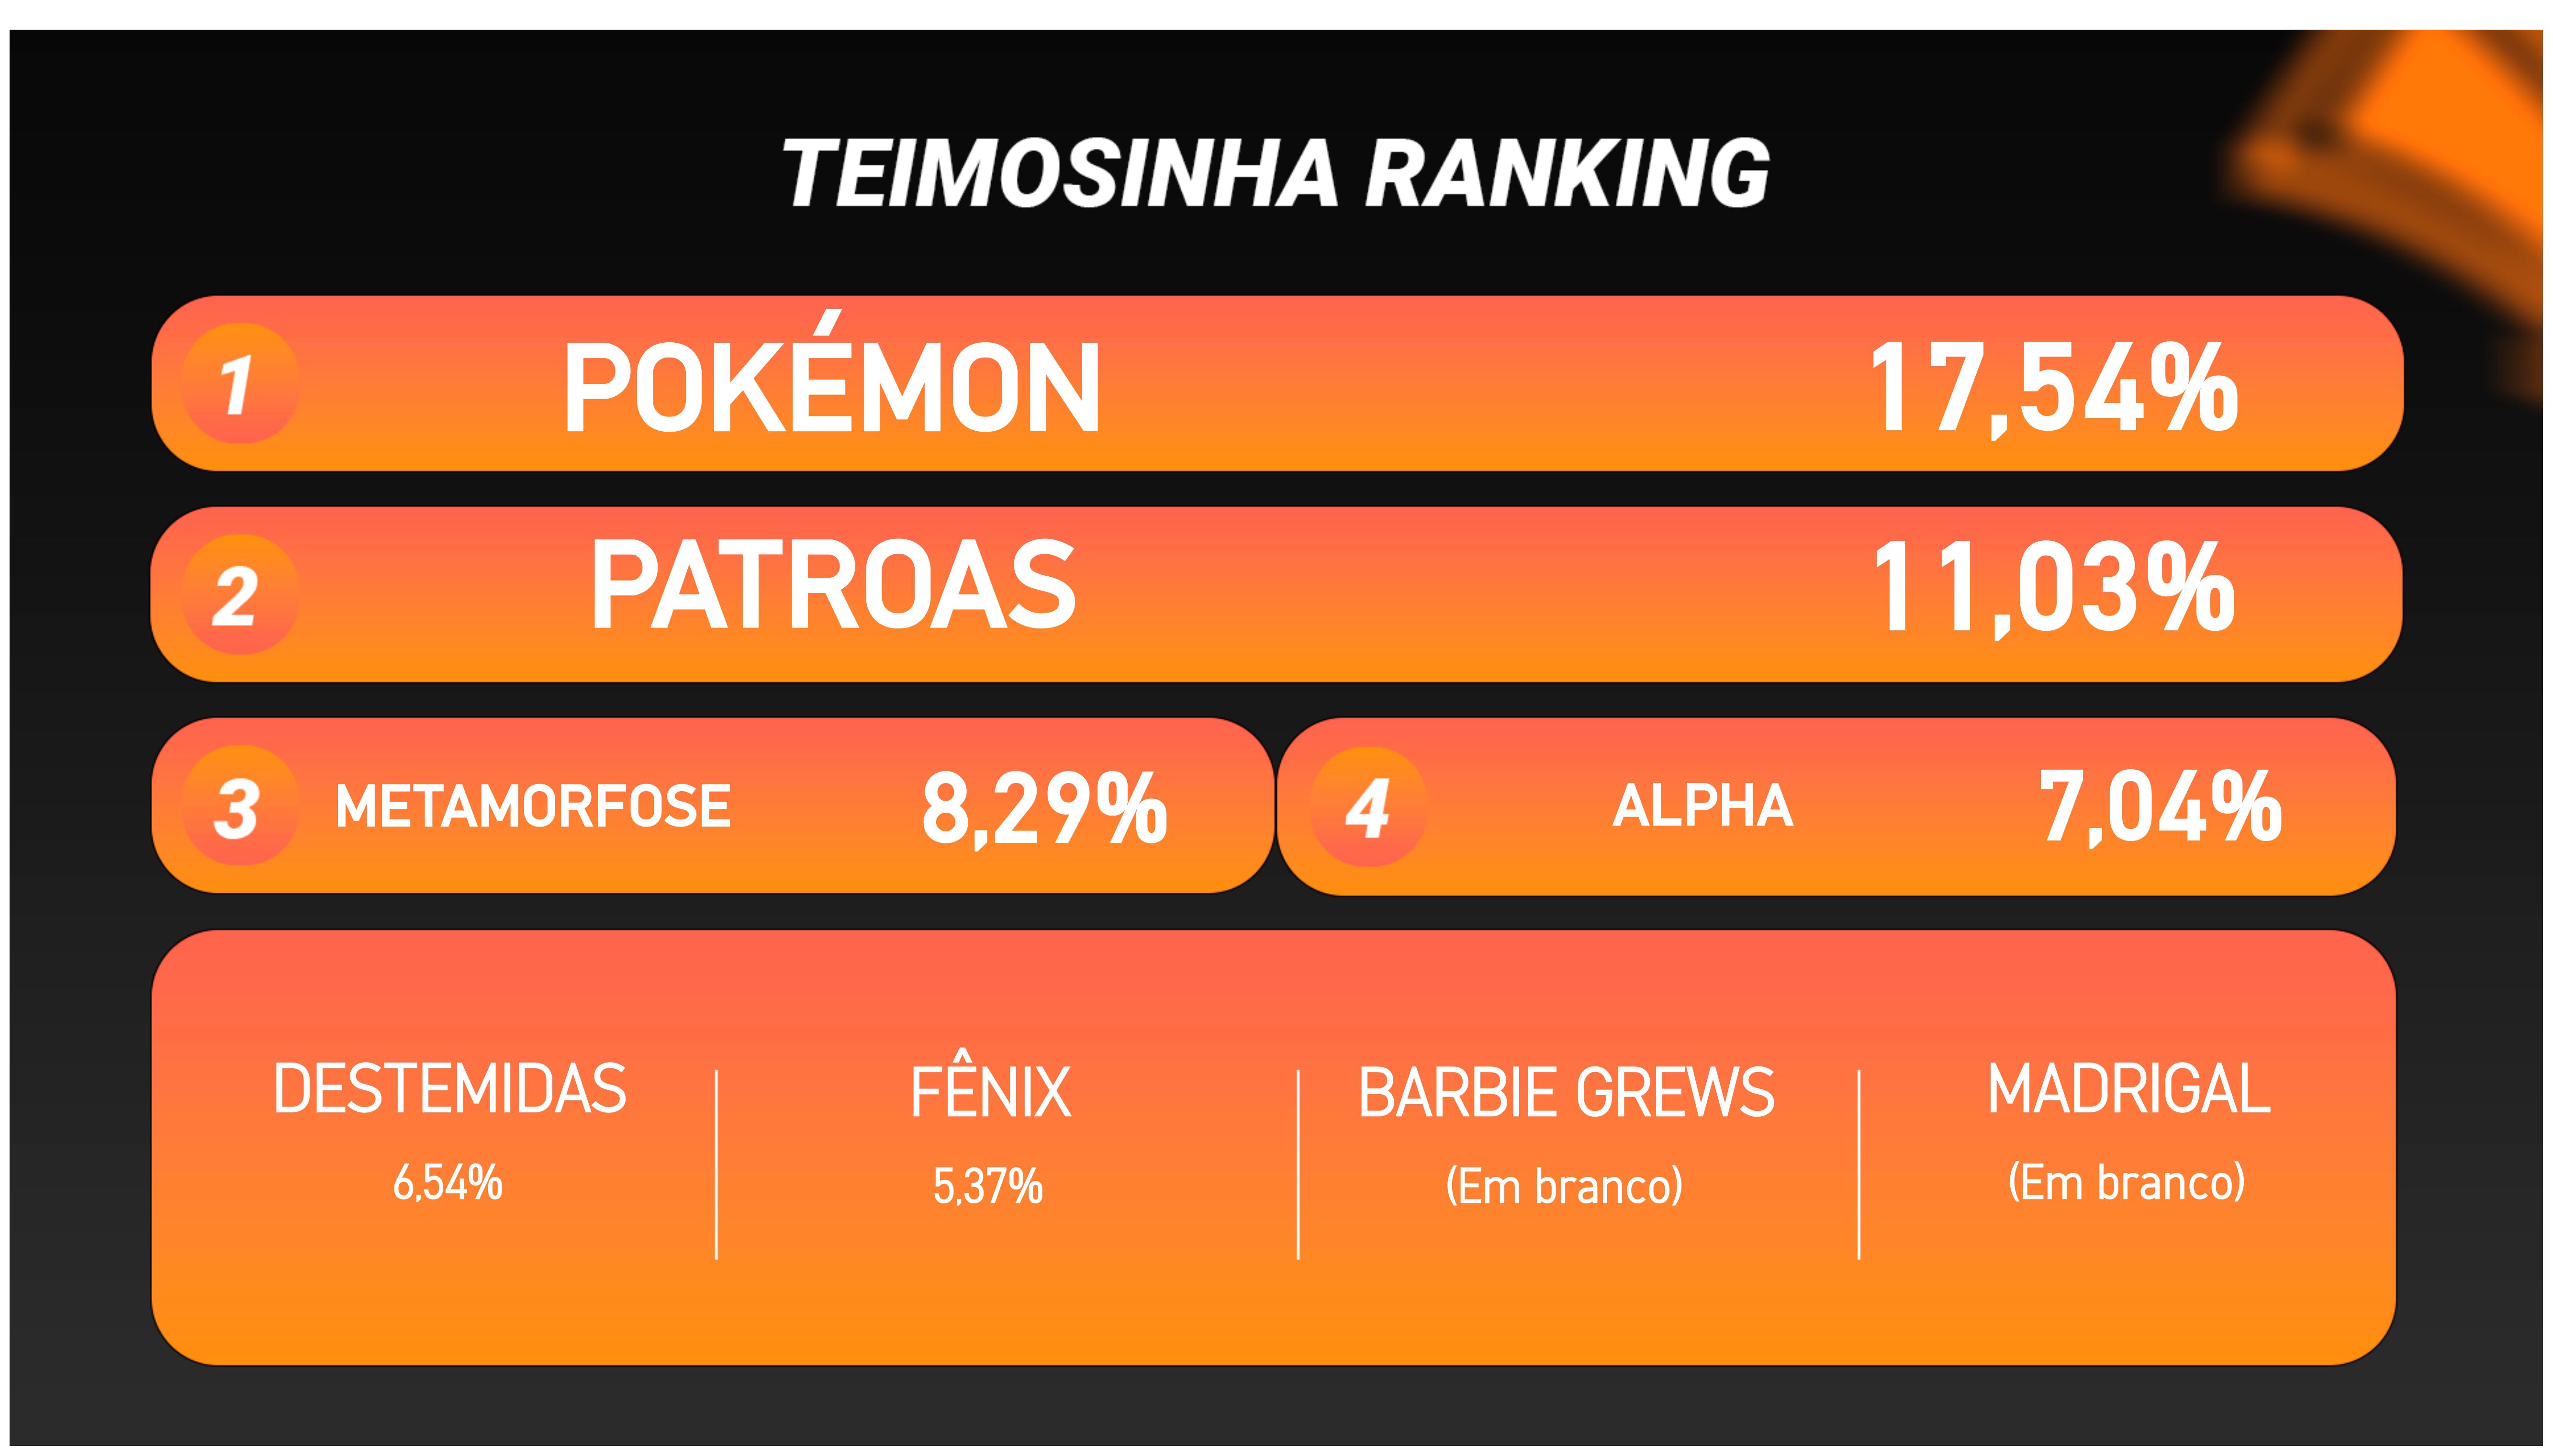 TEIMOSINHA RANKING
1 POKÉMON 17,54%
2 PATROAS 11,03%
3 METAMORFOSE 8,29% 4 ALPHA 7,04%
DESTEMIDAS FÊNIX BARBIE GREWS MADRIGAL
6,54% 5,37% (Em branco) (Em branco)